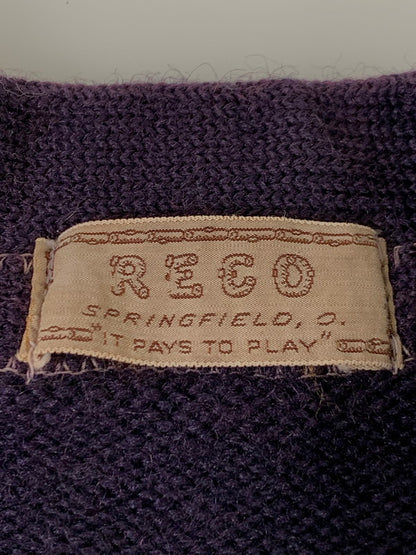 RECO
SPRINGFIELD, O.
"IT PAYS TO PLAY"